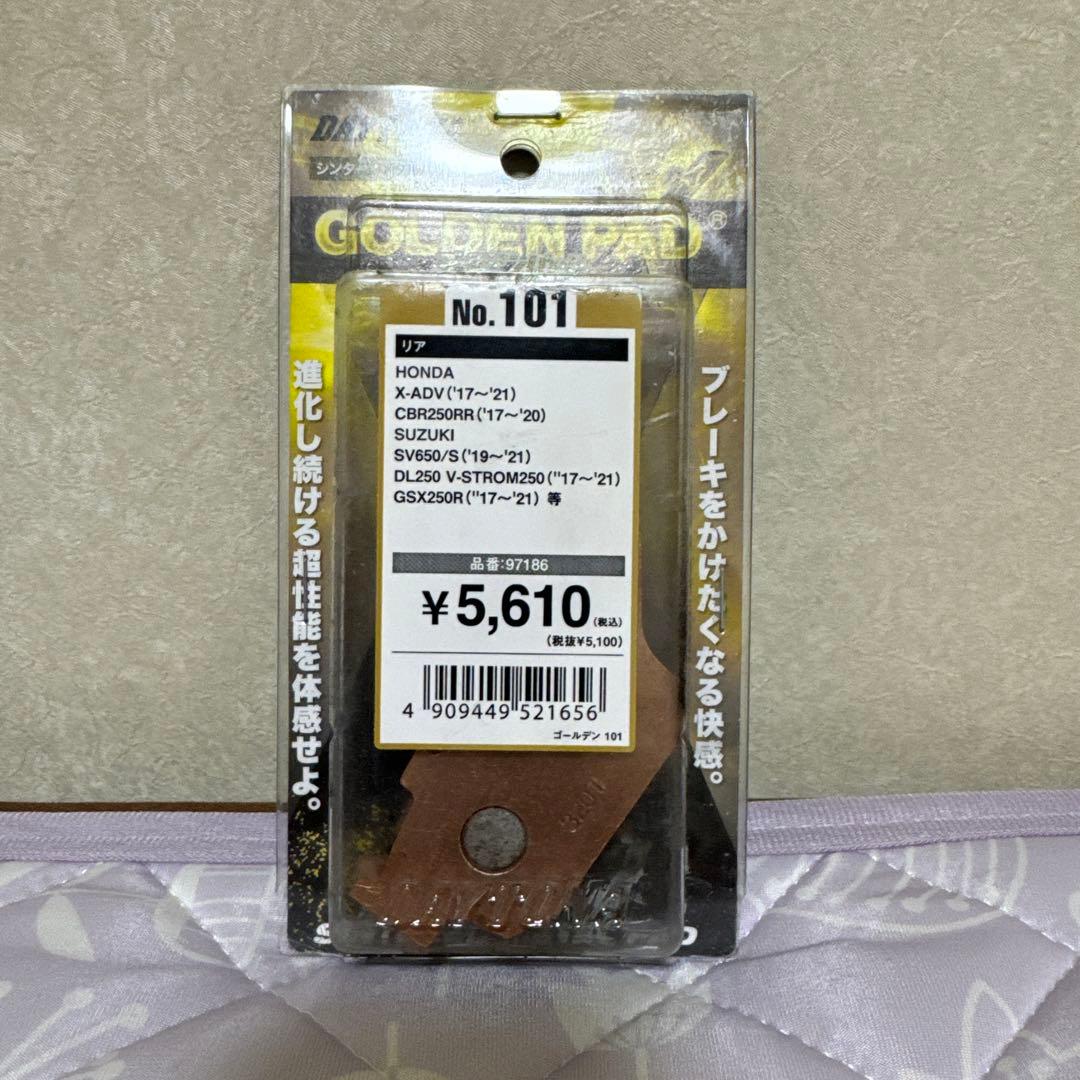 GOLDEN PAD®
No.101
リア
HONDA
X-ADV('17～'21)
CBR250RR('17～'20)
SUZUKI
SV650/S('19～'21)
DL250 V-STROM250(''17～'21)
GSX250R(''17～'21) 等
品番:97186
¥5,610(税込)
(税抜¥5,100)
4 909449 521656
ゴールデン 101
ブレーキをかけたくなる快感。
進化し続ける超性能を体感せよ。
DAYTONA